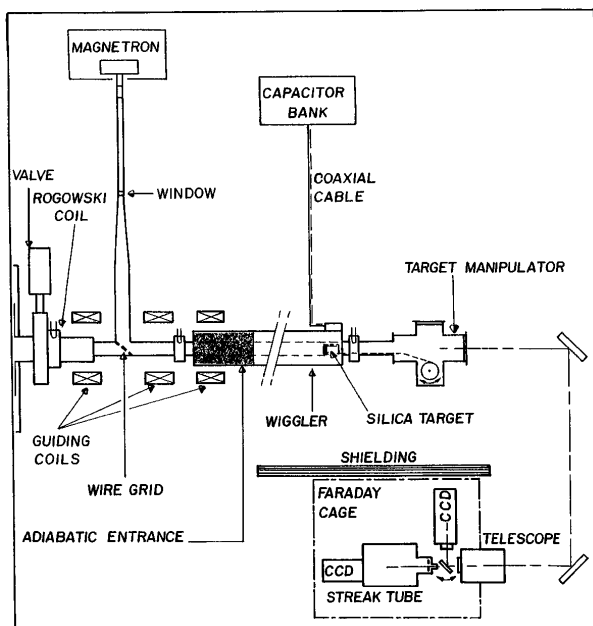 MAGNETRON
CAPACITOR
BANK
VALVE
ROGOWSKI
COIL
WINDOW
COAXIAL
CABLE
TARGET MANIPULATOR
GUIDING
COILS
WIRE GRID
ADIABATIC ENTRANCE
WIGGLER
SILICA TARGET
SHIELDING
FARADAY
CAGE
CCD
TELESCOPE
CCD
STREAK TUBE